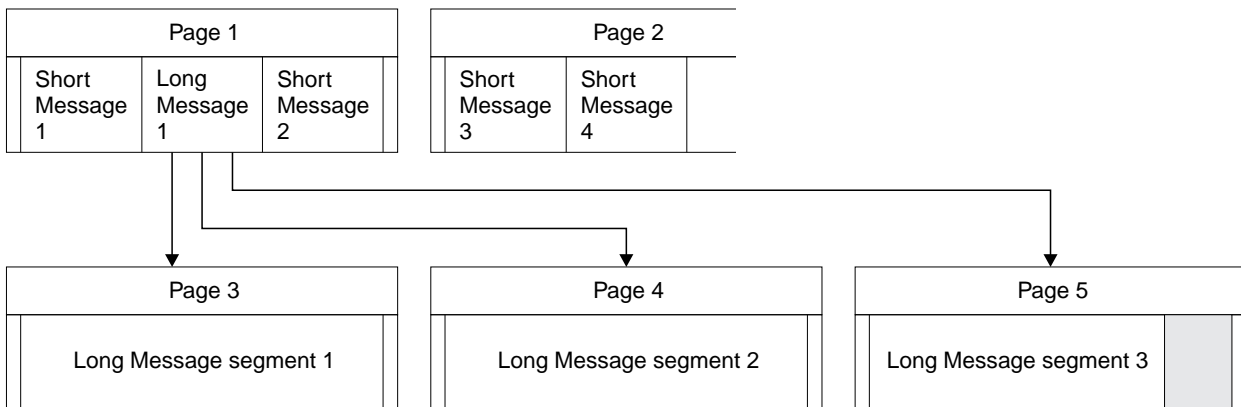 Page 1
Short
Message
1
Long
Message
1
Short
Message
2
Page 2
Short
Message
3
Short
Message
4
Page 3
Long Message segment 1
Page 4
Long Message segment 2
Page 5
Long Message segment 3